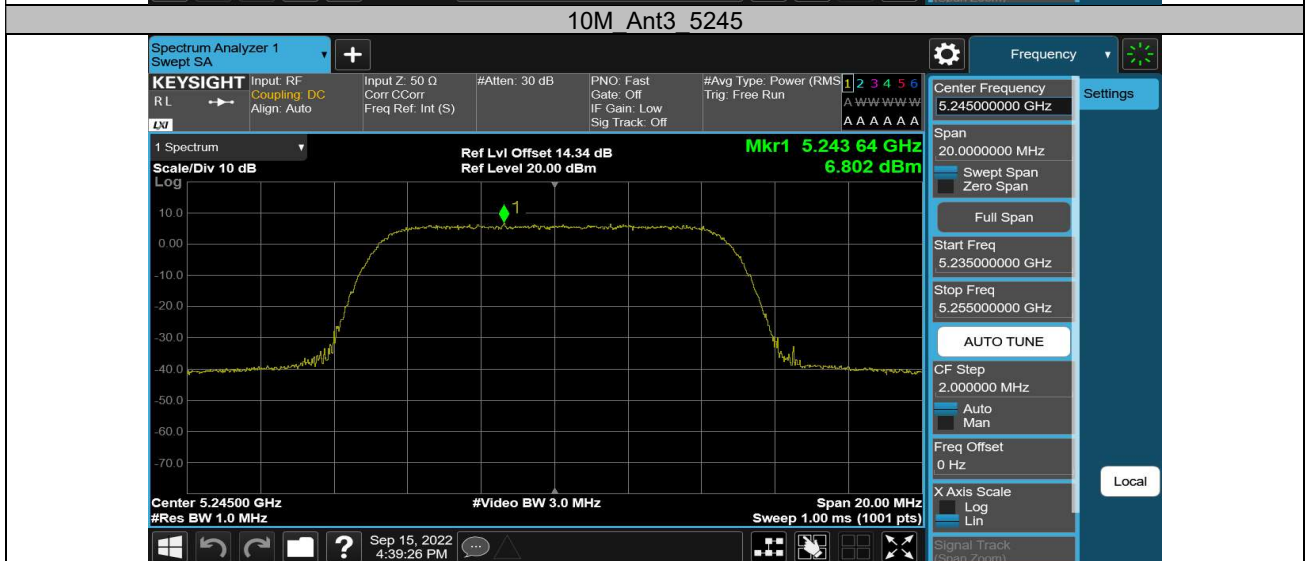 10M_Ant3_5245
Spectrum Analyzer 1
Swept SA
Frequency
KEYSIGHT
RL
LXI
Input: RF
Coupling: DC
Align: Auto
Input Z: 50 Ω
Corr CCorr
Freq Ref: Int (S)
#Atten: 30 dB
PNO: Fast
Gate: Off
IF Gain: Low
Sig Track: Off
#Avg Type: Power (RMS
Trig: Free Run
1 2 3 4 5 6
A W W W W W
A A A A A A
1 Spectrum
Scale/Div 10 dB
Log
Ref Lvl Offset 14.34 dB
Ref Level 20.00 dBm
Mkr1 5.243 64 GHz
6.802 dBm
1
10.0
0.00
-10.0
-20.0
-30.0
-40.0
-50.0
-60.0
-70.0
Center 5.24500 GHz
#Res BW 1.0 MHz
#Video BW 3.0 MHz
Span 20.00 MHz
Sweep 1.00 ms (1001 pts)
Center Frequency
5.245000000 GHz
Settings
Span
20.0000000 MHz
Swept Span
Zero Span
Full Span
Start Freq
5.235000000 GHz
Stop Freq
5.255000000 GHz
AUTO TUNE
CF Step
2.000000 MHz
Auto
Man
Freq Offset
0 Hz
X Axis Scale
Log
Lin
Local
Signal Track
(Span Zoom)
?
Sep 15, 2022
4:39:26 PM